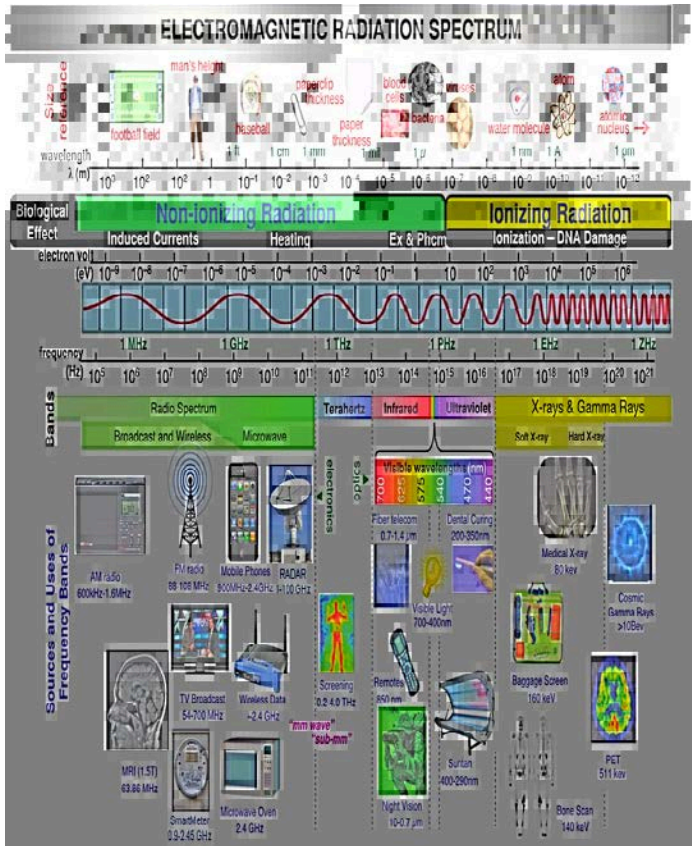 ELECTROMAGNETIC RADIATION SPECTRUM
Size reference
football field
man's height
baseball
paperclip thickness
paper thickness
blood cells
bacteria
viruses
water molecule
atom
atomic nucleus →
wavelength λ (m)
1 ft 1 cm 1 mm 1 mil 1 μ 1 nm 1 Å 1 pm
10³ 10² 1 10⁻¹ 10⁻² 10⁻³ 10⁻⁴ 10⁻⁵ 10⁻⁶ 10⁻⁷ 10⁻⁸ 10⁻⁹ 10⁻¹⁰ 10⁻¹¹ 10⁻¹²
Biological Effect
Non-ionizing Radiation
Ionizing Radiation
Induced Currents
Heating
Ionization – DNA Damage
electron volt
(eV) 10⁻⁹ 10⁻⁸ 10⁻⁷ 10⁻⁶ 10⁻⁵ 10⁻⁴ 10⁻³ 10⁻² 10⁻¹ 1 10 10² 10³ 10⁴ 10⁵ 10⁶
1 MHz 1 GHz 1 THz 1 PHz 1 EHz 1 ZHz
frequency
(Hz) 10⁵ 10⁶ 10⁷ 10⁸ 10⁹ 10¹⁰ 10¹¹ 10¹² 10¹³ 10¹⁴ 10¹⁵ 10¹⁶ 10¹⁷ 10¹⁸ 10¹⁹ 10²⁰ 10²¹
Bands
Radio Spectrum
Terahertz
Infrared
Ultraviolet
X-rays & Gamma Rays
Broadcast and Wireless
Microwave
Soft X-ray
Hard X-ray
electronics
optics
Visible wavelengths (nm)
700 625 575 540 470 440
Sources and Uses of
Frequency Bands
AM radio
600kHz-1.6MHz
FM radio
88-108 MHz
Mobile Phones
900MHz-2.4GHz
RADAR
1-100 GHz
Fiber telecom
0.7-1.4 μm
Dental Curing
200-350nm
Medical X-ray
80 kev
Cosmic
Gamma Rays
>10Bev
Visible Light
700-400nm
TV Broadcast
54-700 MHz
Wireless Data
~2.4 GHz
Screening
0.2-4.0 THz
"mm wave"
"sub-mm"
Remotes
850 nm
Baggage Screen
160 keV
MRI (1.5T)
63.86 MHz
Suntan
400-290nm
PET
511 kev
SmartMeter
0.9-2.45 GHz
Microwave Oven
2.4 GHz
Night Vision
10-0.7 μm
Bone Scan
140 keV